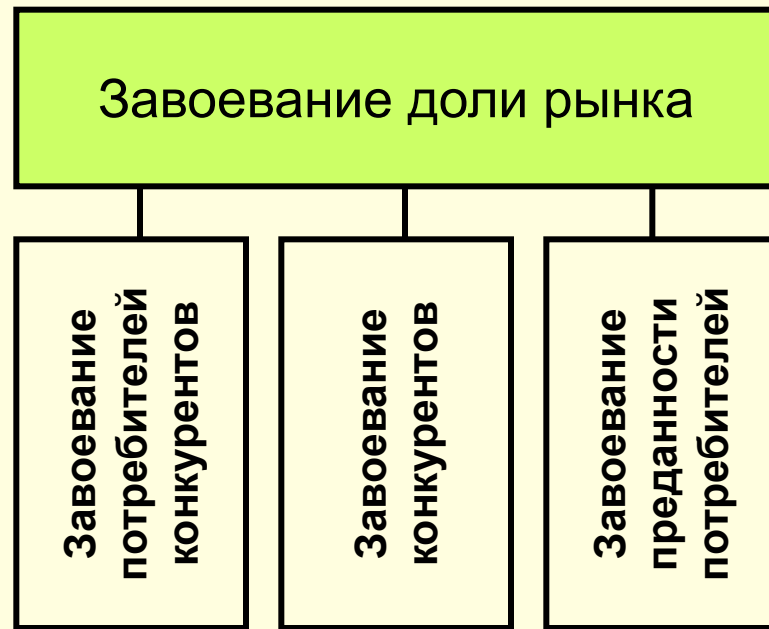 Завоевание доли рынка
Завоевание
потребителей
конкурентов
Завоевание
конкурентов
Завоевание
преданности
потребителей